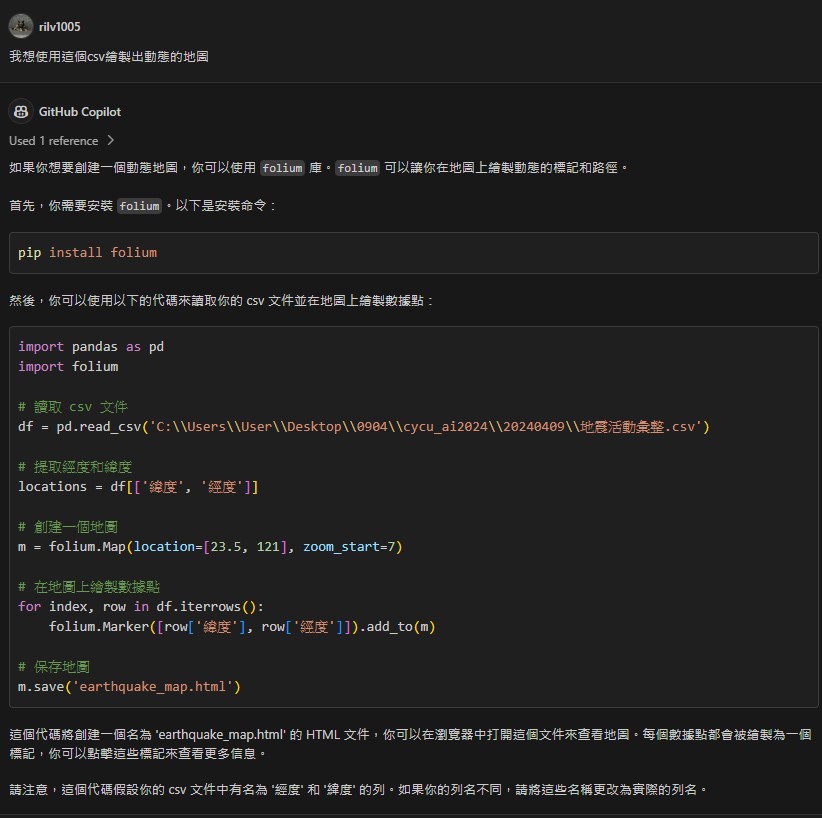 rilv1005
我想使用這個csv繪製出動態的地圖
GitHub Copilot
Used 1 reference
如果你想要創建一個動態地圖，你可以使用 folium 庫。folium 可以讓你在地圖上繪製動態的標記和路徑。
首先，你需要安裝 folium。以下是安裝命令：
pip install folium
然後，你可以使用以下的代碼來讀取你的 csv 文件並在地圖上繪製數據點：
import pandas as pd
import folium
# 讀取 csv 文件
df = pd.read_csv('C:\\Users\\User\\Desktop\\0904\\cycu_ai2024\\20240409\\地震活動彙整.csv')
# 提取經度和緯度
locations = df[['緯度', '經度']]
# 創建一個地圖
m = folium.Map(location=[23.5, 121], zoom_start=7)
# 在地圖上繪製數據點
for index, row in df.iterrows():
    folium.Marker([row['緯度'], row['經度']]).add_to(m)
# 保存地圖
m.save('earthquake_map.html')
這個代碼將創建一個名為 'earthquake_map.html' 的 HTML 文件，你可以在瀏覽器中打開這個文件來查看地圖。每個數據點都會被繪製為一個
標記，你可以點擊這些標記來查看更多信息。
請注意，這個代碼假設你的 csv 文件中有名為 '經度' 和 '緯度' 的列。如果你的列名不同，請將這些名稱更改為實際的列名。